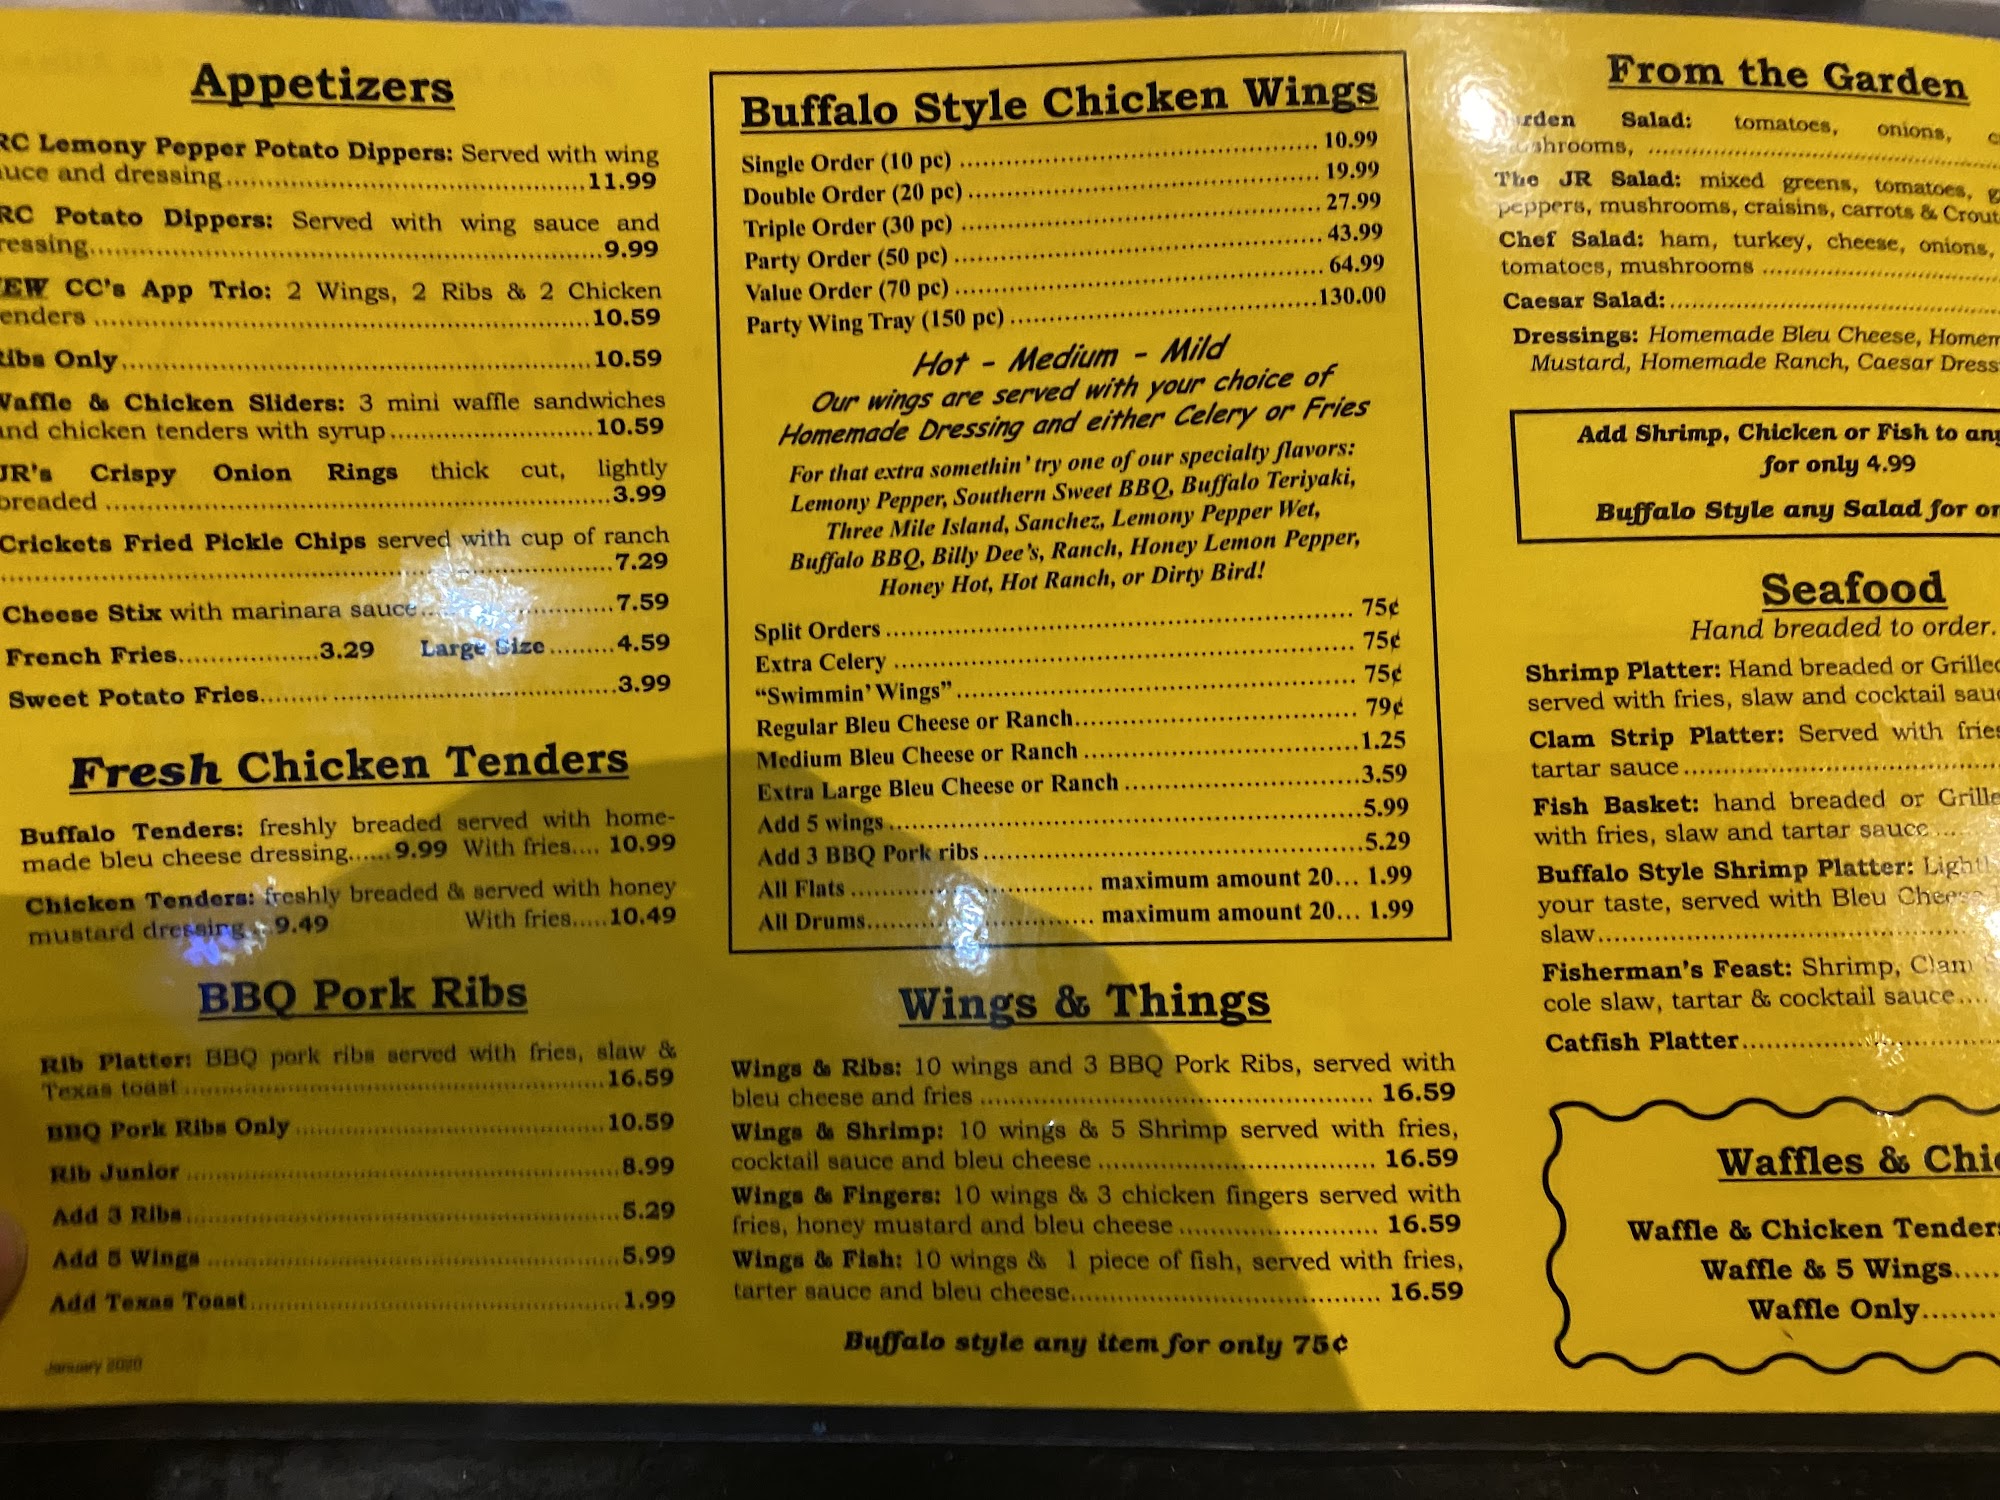 Appetizers
RC Lemony Pepper Potato Dippers: Served with wing
uce and dressing....................................11.99
RC Potato Dippers: Served with wing sauce and
ressing....................................9.99
EW CC's App Trio: 2 Wings, 2 Ribs & 2 Chicken
enders ....................................10.59
ibs Only....................................10.59
Waffle & Chicken Sliders: 3 mini waffle sandwiches
and chicken tenders with syrup....................10.59
JR's Crispy Onion Rings thick cut, lightly
breaded ....................................3.99
Crickets Fried Pickle Chips served with cup of ranch
....................................7.29
Cheese Stix with marinara sauce....................7.59
French Fries..................3.29 Large Size.........4.59
Sweet Potato Fries....................................3.99
Fresh Chicken Tenders
Buffalo Tenders: freshly breaded served with home-
made bleu cheese dressing......9.99 With fries.... 10.99
Chicken Tenders: freshly breaded & served with honey
mustard dressing...9.49 With fries.....10.49
BBQ Pork Ribs
Rib Platter: BBQ pork ribs served with fries, slaw &
Texas toast ....................................16.59
BBQ Pork Ribs Only ....................................10.59
Rib Junior ....................................8.99
Add 3 Ribs....................................5.29
Add 5 Wings ....................................5.99
Add Texas Toast....................................1.99
January 2020
Buffalo Style Chicken Wings
Single Order (10 pc) .................................... 10.99
Double Order (20 pc).................................... 19.99
Triple Order (30 pc) .................................... 27.99
Party Order (50 pc) .................................... 43.99
Value Order (70 pc).................................... 64.99
Party Wing Tray (150 pc) ....................................130.00
Hot - Medium - Mild
Our wings are served with your choice of
Homemade Dressing and either Celery or Fries
For that extra somethin' try one of our specialty flavors:
Lemony Pepper, Southern Sweet BBQ, Buffalo Teriyaki,
Three Mile Island, Sanchez, Lemony Pepper Wet,
Buffalo BBQ, Billy Dee's, Ranch, Honey Lemon Pepper,
Honey Hot, Hot Ranch, or Dirty Bird!
Split Orders .................................... 75¢
Extra Celery .................................... 75¢
"Swimmin' Wings".................................... 75¢
Regular Bleu Cheese or Ranch.................................... 79¢
Medium Bleu Cheese or Ranch ....................................1.25
Extra Large Bleu Cheese or Ranch ....................................3.59
Add 5 wings ....................................5.99
Add 3 BBQ Pork ribs....................................5.29
All Flats .................... maximum amount 20... 1.99
All Drums.................... maximum amount 20... 1.99
Wings & Things
Wings & Ribs: 10 wings and 3 BBQ Pork Ribs, served with
bleu cheese and fries .................................... 16.59
Wings & Shrimp: 10 wings & 5 Shrimp served with fries,
cocktail sauce and bleu cheese .................................... 16.59
Wings & Fingers: 10 wings & 3 chicken fingers served with
fries, honey mustard and bleu cheese ......................... 16.59
Wings & Fish: 10 wings & 1 piece of fish, served with fries,
tarter sauce and bleu cheese.................................... 16.59
Buffalo style any item for only 75¢
From the Garden
rden Salad: tomatoes, onions, c
shrooms, ....................................
The JR Salad: mixed greens, tomatoes, g
peppers, mushrooms, craisins, carrots & Crout
Chef Salad: ham, turkey, cheese, onions,
tomatoes, mushrooms ....................................
Caesar Salad:....................................
Dressings: Homemade Bleu Cheese, Homem
Mustard, Homemade Ranch, Caesar Dress
Add Shrimp, Chicken or Fish to any
for only 4.99
Buffalo Style any Salad for on
Seafood
Hand breaded to order.
Shrimp Platter: Hand breaded or Grilled
served with fries, slaw and cocktail sauc
Clam Strip Platter: Served with fries
tartar sauce....................................
Fish Basket: hand breaded or Grille
with fries, slaw and tartar sauce ....
Buffalo Style Shrimp Platter: Lightl
your taste, served with Bleu Cheese
slaw....................................
Fisherman's Feast: Shrimp, Clam S
cole slaw, tartar & cocktail sauce....
Catfish Platter....................................
Waffles & Chic
Waffle & Chicken Tenders
Waffle & 5 Wings.....
Waffle Only........